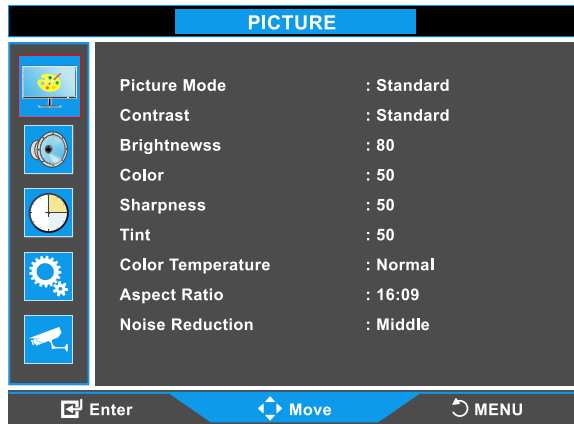 PICTURE
Picture Mode : Standard
Contrast : Standard
Brightnewss : 80
Color : 50
Sharpness : 50
Tint : 50
Color Temperature : Normal
Aspect Ratio : 16:09
Noise Reduction : Middle
Enter Move MENU